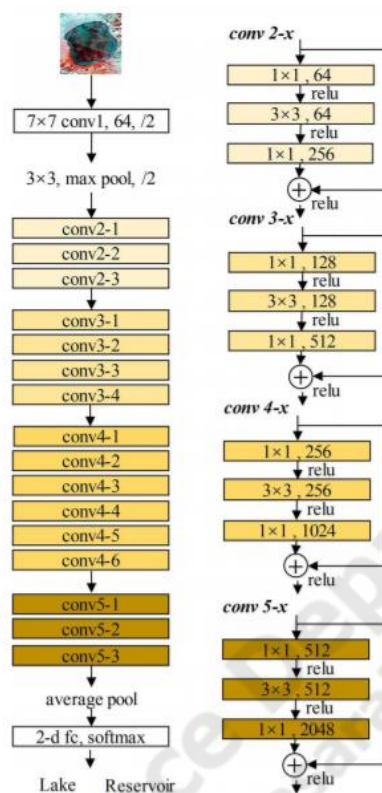 7×7 conv1, 64, /2
3×3, max pool, /2
conv2-1
conv2-2
conv2-3
conv3-1
conv3-2
conv3-3
conv3-4
conv4-1
conv4-2
conv4-3
conv4-4
conv4-5
conv4-6
conv5-1
conv5-2
conv5-3
average pool
2-d fc, softmax
Lake Reservoir
conv 2-x
1×1 , 64
relu
3×3 , 64
relu
1×1 , 256
+
relu
conv 3-x
1×1 , 128
relu
3×3 , 128
relu
1×1 , 512
+
relu
conv 4-x
1×1 , 256
relu
3×3 , 256
relu
1×1 , 1024
+
relu
conv 5-x
1×1 , 512
relu
3×3 , 512
relu
1×1 , 2048
+
relu